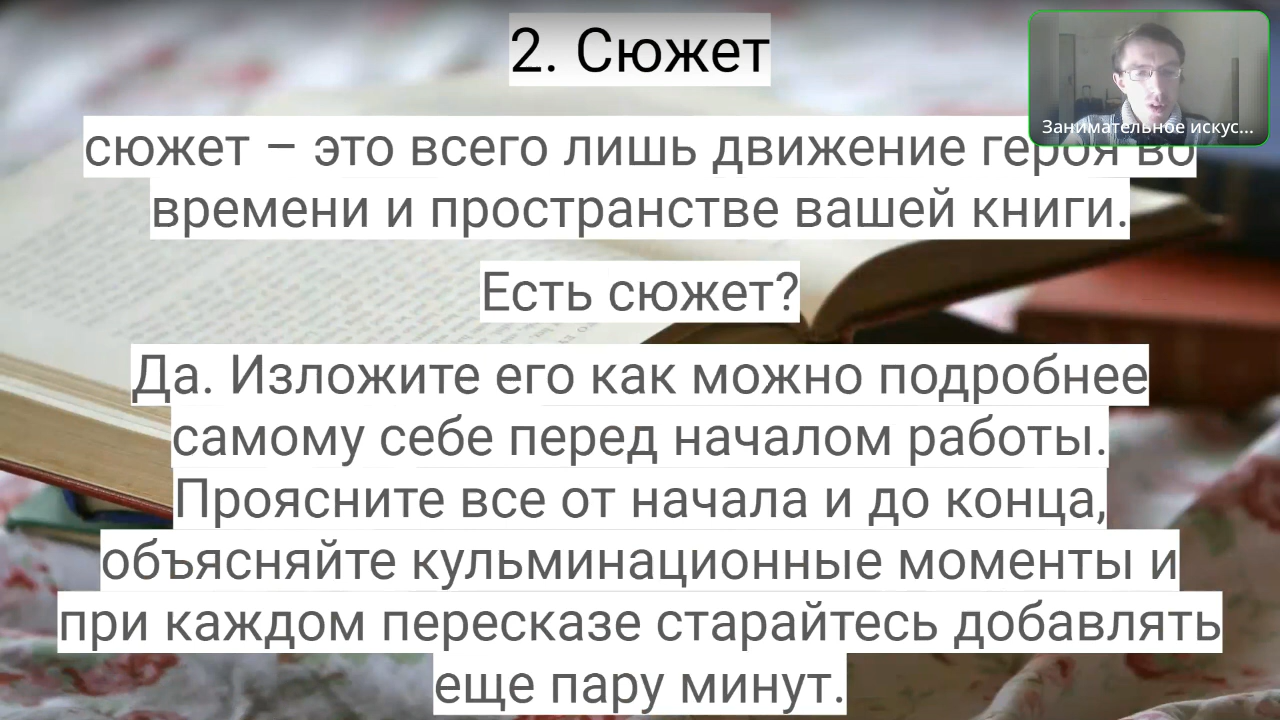 2. Сюжет
Занимательное искус...
сюжет – это всего лишь движение героя во
времени и пространстве вашей книги.
Есть сюжет?
Да. Изложите его как можно подробнее
самому себе перед началом работы.
Проясните все от начала и до конца,
объясняйте кульминационные моменты и
при каждом пересказе старайтесь добавлять
еще пару минут.